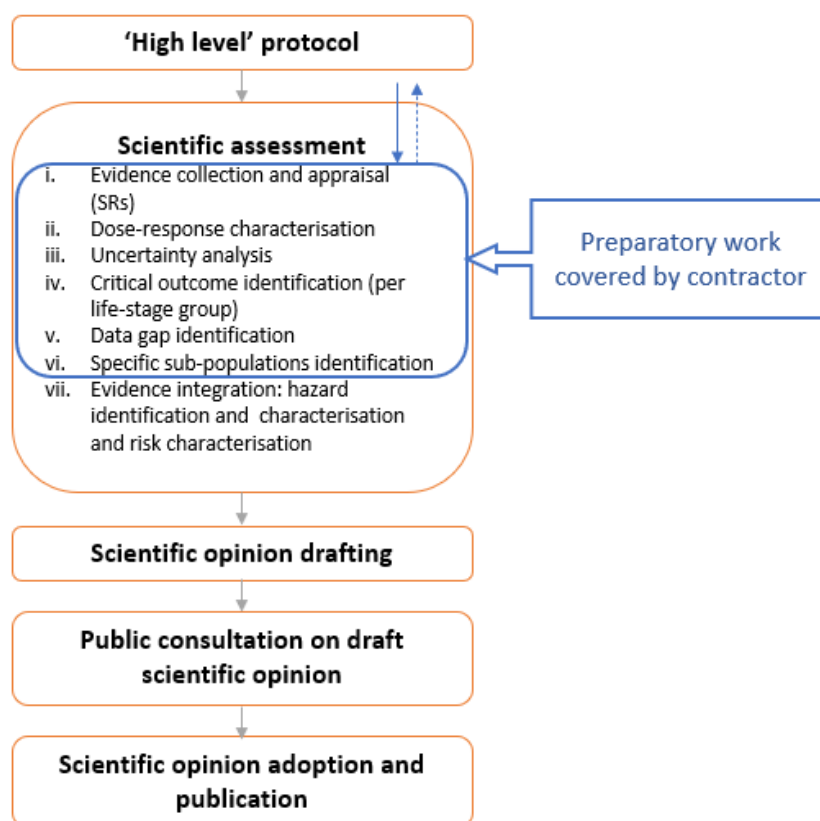 ‘High level’ protocol
Scientific assessment
i. Evidence collection and appraisal
(SRs)
ii. Dose-response characterisation
iii. Uncertainty analysis
iv. Critical outcome identification (per
life-stage group)
v. Data gap identification
vi. Specific sub-populations identification
vii. Evidence integration: hazard
identification and characterisation
and risk characterisation
Preparatory work
covered by contractor
Scientific opinion drafting
Public consultation on draft
scientific opinion
Scientific opinion adoption and
publication